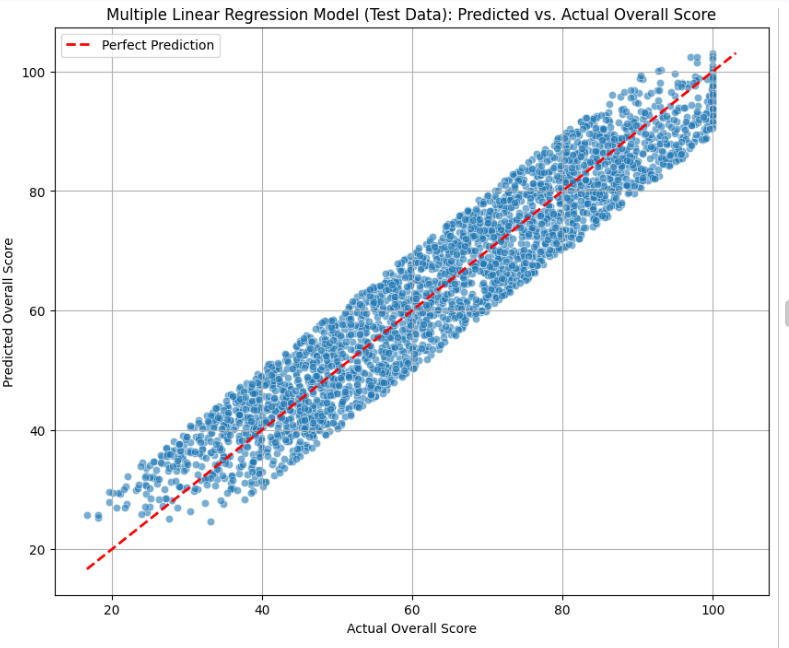 Multiple Linear Regression Model (Test Data): Predicted vs. Actual Overall Score
Perfect Prediction
100
80
60
40
20
Predicted Overall Score
20 40 60 80 100
Actual Overall Score